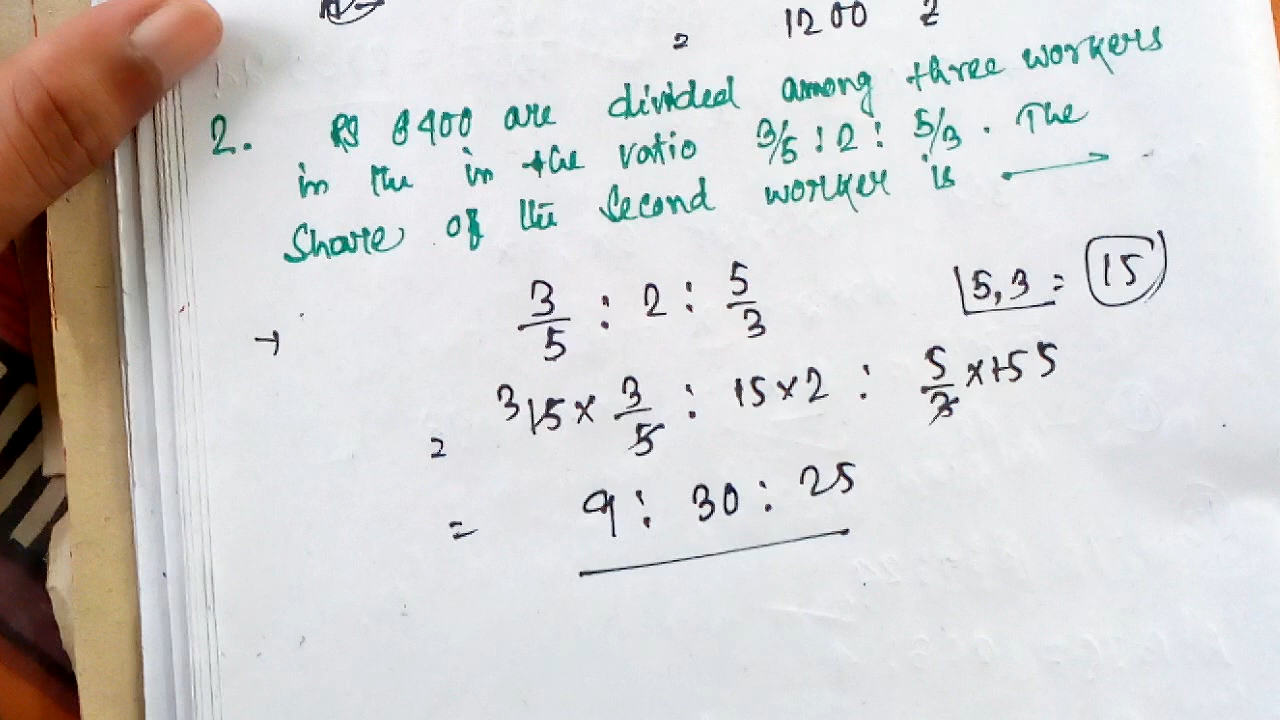 = 1200 z
2. RS 6400 are divided among three workers
in the in the ratio 3/5 : 2 : 5/3 . The
Share of the Second worker is
3/5 : 2 : 5/3 5,3 = 15
= 3 15 × 3/5 : 15 × 2 : 5/3 × 15 5
= 9 : 30 : 25